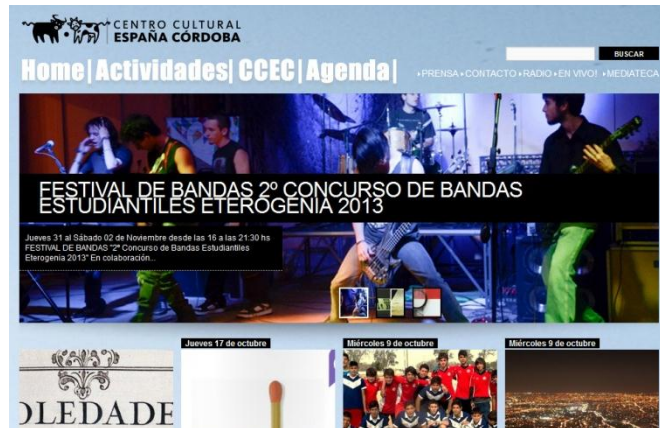 CENTRO CULTURAL
ESPAÑA CÓRDOBA
BUSCAR
Home| Actividades| CCEC| Agenda|
PRENSA CONTACTO RADIO EN VIVO! MEDIATECA
FESTIVAL DE BANDAS 2º CONCURSO DE BANDAS
ESTUDIANTILES ETEROGENIA 2013
Jueves 31 al Sábado 02 de Noviembre desde las 16 a las 21:30 hs
FESTIVAL DE BANDAS "2º Concurso de Bandas Estudiantiles
Eterogenia 2013" En colaboración...
Jueves 17 de octubre
Miércoles 9 de octubre
Miércoles 9 de octubre
OLEDADE